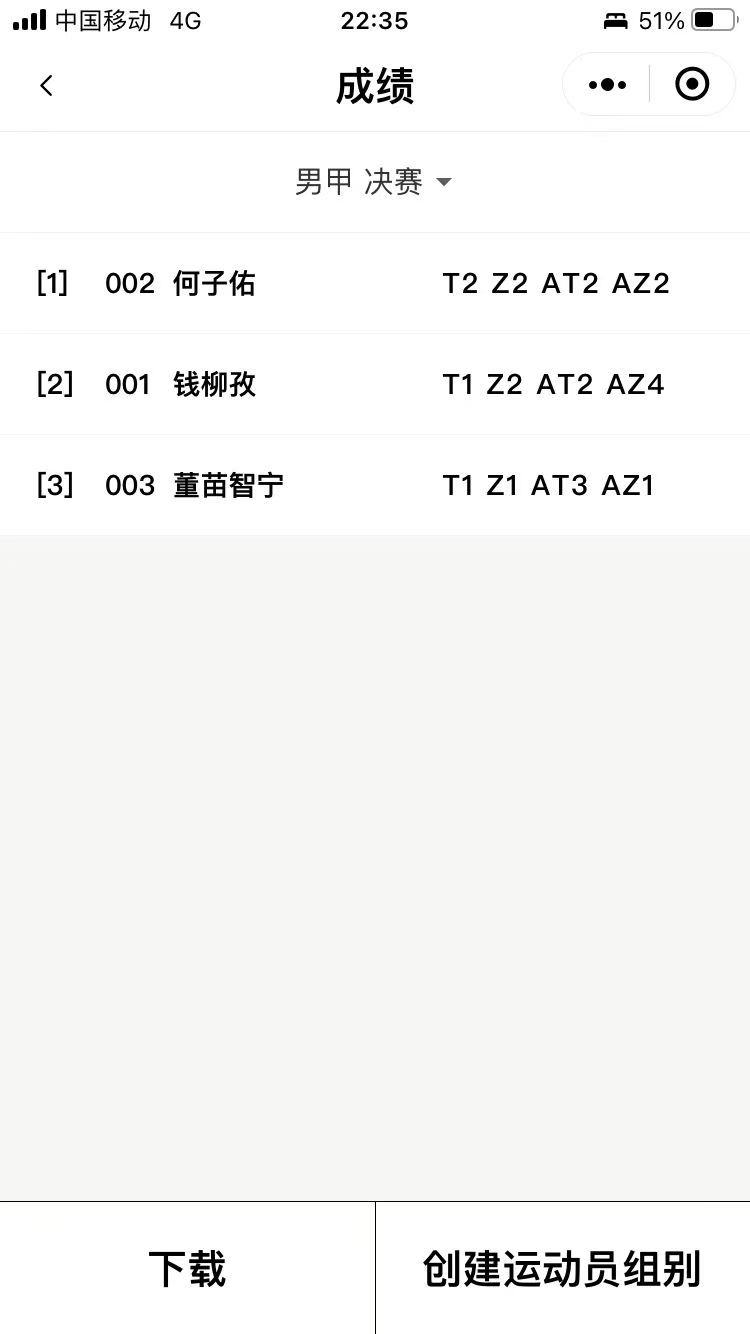 中国移动 4G 22:35 51%
成绩
男甲 决赛
[1] 002 何子佑 T2 Z2 AT2 AZ2
[2] 001 钱柳孜 T1 Z2 AT2 AZ4
[3] 003 董苗智宁 T1 Z1 AT3 AZ1
下载 创建运动员组别